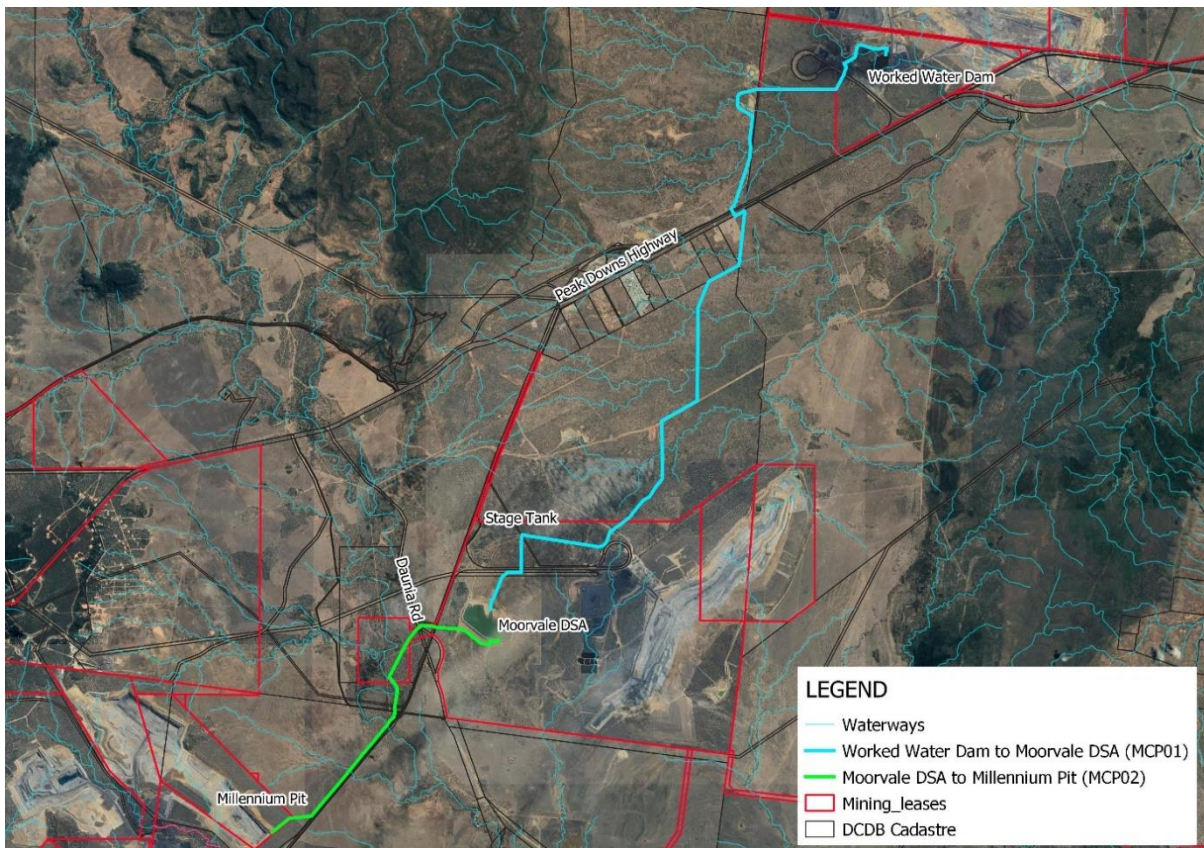 Worked Water Dam
Peak Downs Highway
Stage Tank
Daunia Rd
Moorvale DSA
Millennium Pit
LEGEND
Waterways
Worked Water Dam to Moorvale DSA (MCP01)
Moorvale DSA to Millennium Pit (MCP02)
Mining_leases
DCDB Cadastre